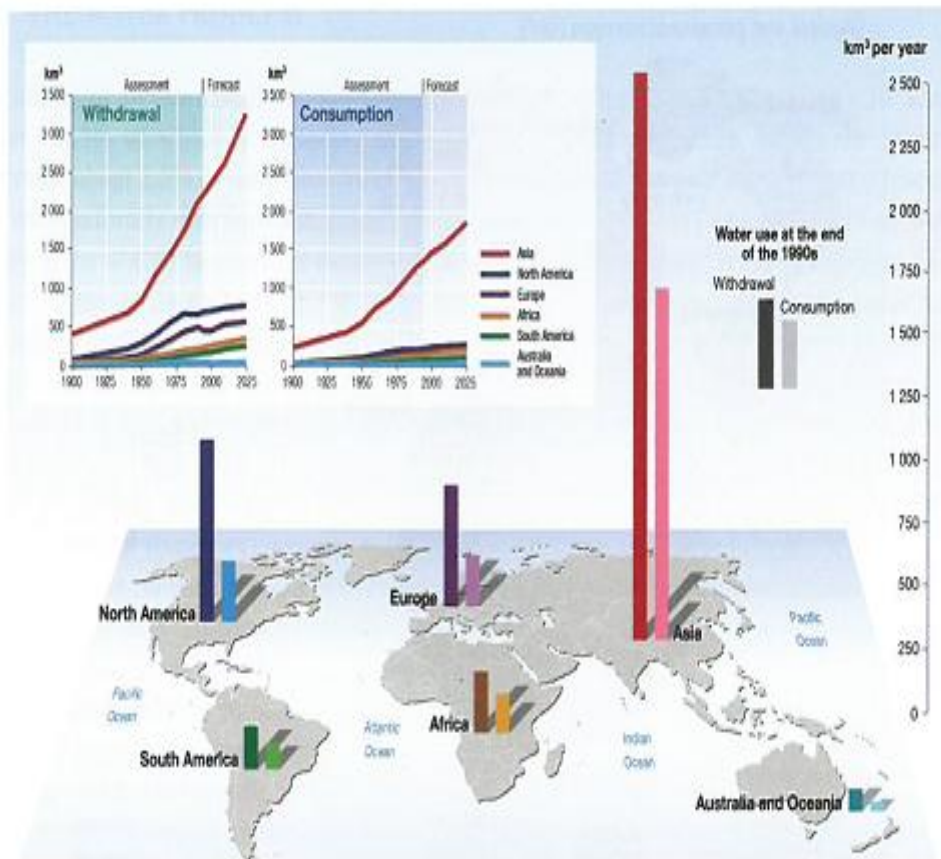 km³ per year
2 500
2 250
2 000
1 750
1 500
1 250
1 000
750
500
250
0
km³
Assessment
Forecast
3 500
3 000
2 500
2 000
1 500
1 000
500
0
Withdrawal
1900
1925
1950
1975
2000
2025
km³
Assessment
Forecast
3 500
3 000
2 500
2 000
1 500
1 000
500
0
Consumption
1900
1925
1950
1975
2000
2025
Asia
North America
Europe
Africa
South America
Australia
and Oceania
Water use at the end
of the 1990s
Withdrawal
Consumption
North America
Europe
Asia
Pacific
Ocean
Pacific
Ocean
Atlantic
Ocean
Africa
Indian
Ocean
South America
Australia and Oceania